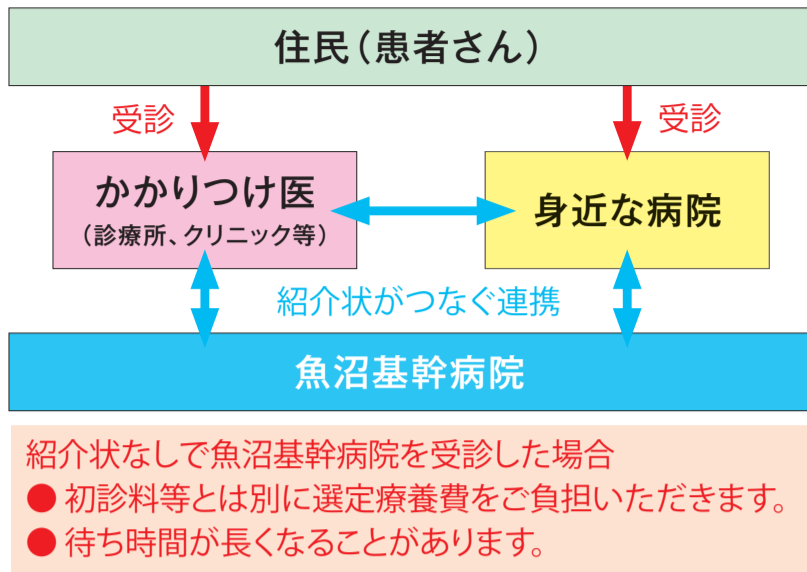 住民（患者さん）
受診
受診
かかりつけ医
（診療所、クリニック等）
身近な病院
紹介状がつなぐ連携
魚沼基幹病院
紹介状なしで魚沼基幹病院を受診した場合
● 初診料等とは別に選定療養費をご負担いただきます。
● 待ち時間が長くなることがあります。